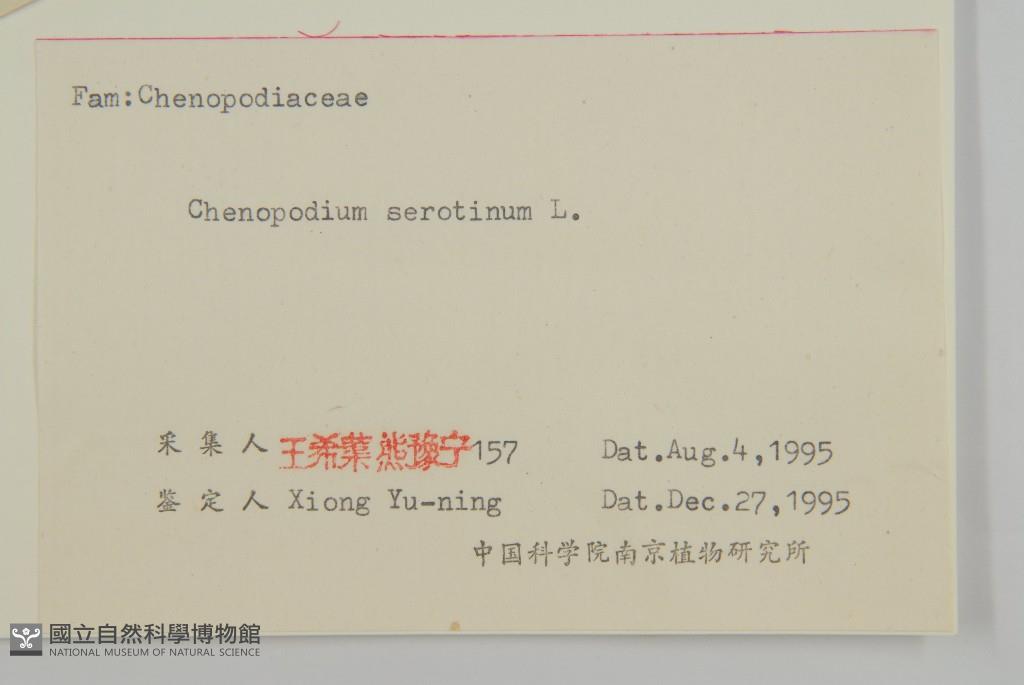 Fam:Chenopodiaceae
Chenopodium serotinum L.
采集人 王希蕖 熊豫宁 157 Dat.Aug.4,1995
鉴定人 Xiong Yu-ning Dat.Dec.27,1995
中国科学院南京植物研究所
國立自然科學博物館
NATIONAL MUSEUM OF NATURAL SCIENCE